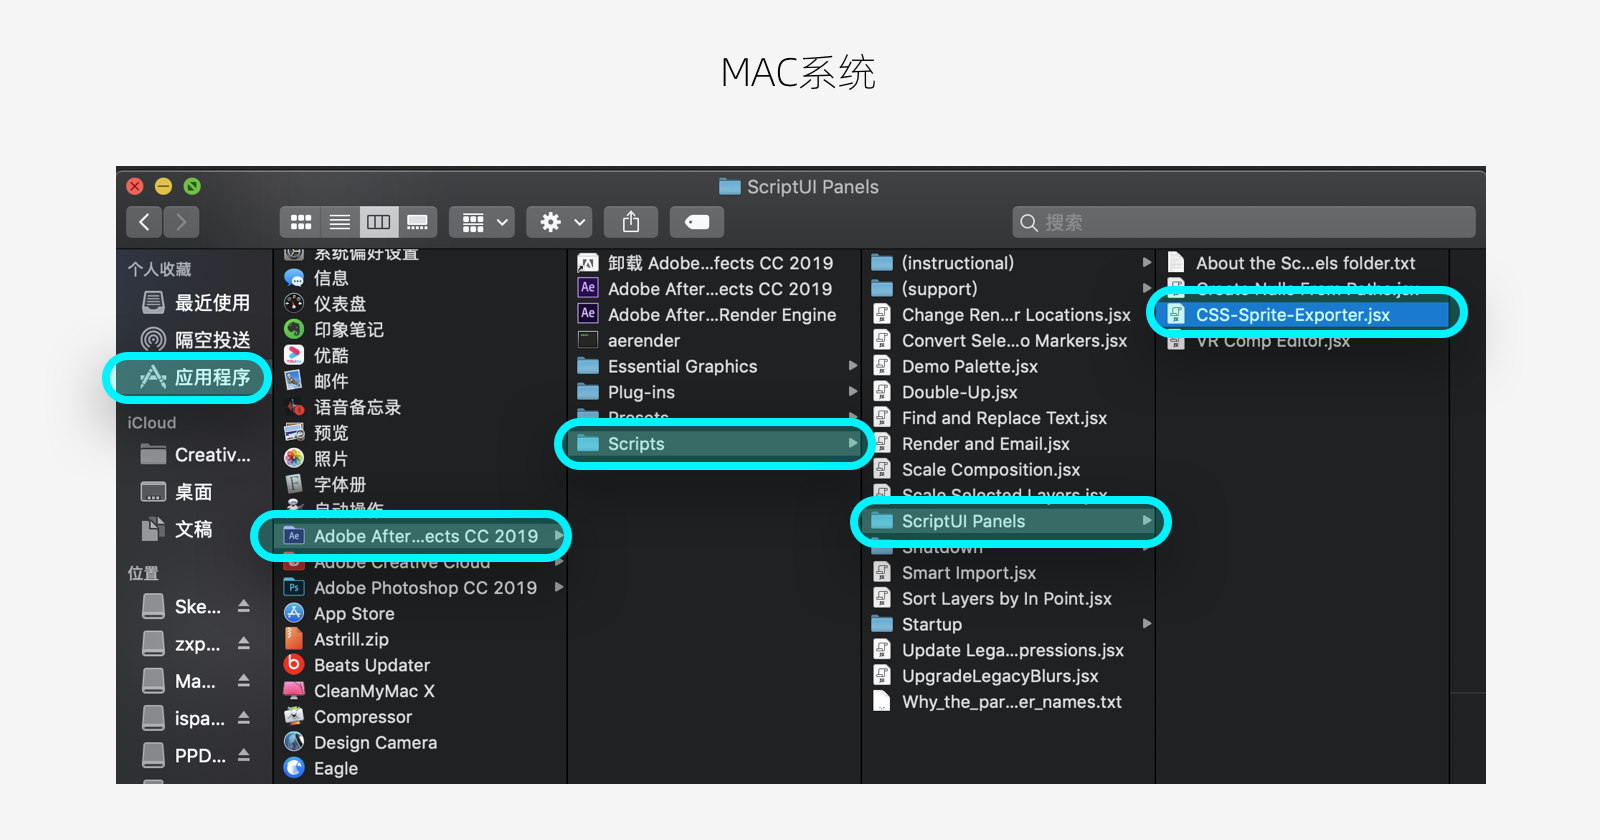 MAC系统
ScriptUI Panels
搜索
个人收藏
最近使用
隔空投送
应用程序
iCloud
Creativ...
桌面
文稿
位置
Ske...
zxp...
Ma...
ispa...
PPD...
系统偏好设置
信息
仪表盘
印象笔记
优酷
邮件
语音备忘录
预览
照片
字体册
自动操作
Adobe After...ects CC 2019
Adobe Creative Cloud
Adobe Photoshop CC 2019
App Store
Astrill.zip
Beats Updater
CleanMyMac X
Compressor
Design Camera
Eagle
卸载 Adobe...fects CC 2019
Adobe After...ects CC 2019
Adobe After...Render Engine
aerender
Essential Graphics
Plug-ins
Presets
Scripts
(instructional)
(support)
Change Ren...r Locations.jsx
Convert Sele...o Markers.jsx
Demo Palette.jsx
Double-Up.jsx
Find and Replace Text.jsx
Render and Email.jsx
Scale Composition.jsx
Scale Selected Layers.jsx
ScriptUI Panels
Shutdown
Smart Import.jsx
Sort Layers by In Point.jsx
Startup
Update Lega...pressions.jsx
UpgradeLegacyBlurs.jsx
Why_the_par...er_names.txt
About the Sc...els folder.txt
Create Nulls From Paths.jsx
CSS-Sprite-Exporter.jsx
VR Comp Editor.jsx